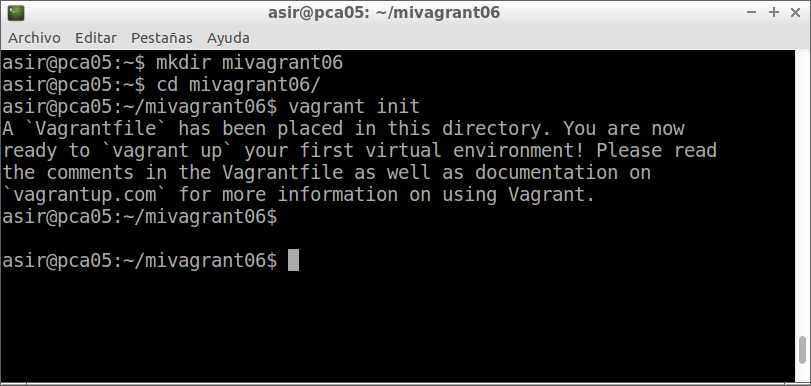 asir@pca05: ~/mivagrant06
Archivo Editar Pestañas Ayuda
asir@pca05:~$ mkdir mivagrant06
asir@pca05:~$ cd mivagrant06/
asir@pca05:~/mivagrant06$ vagrant init
A `Vagrantfile` has been placed in this directory. You are now
ready to `vagrant up` your first virtual environment! Please read
the comments in the Vagrantfile as well as documentation on
`vagrantup.com` for more information on using Vagrant.
asir@pca05:~/mivagrant06$
asir@pca05:~/mivagrant06$